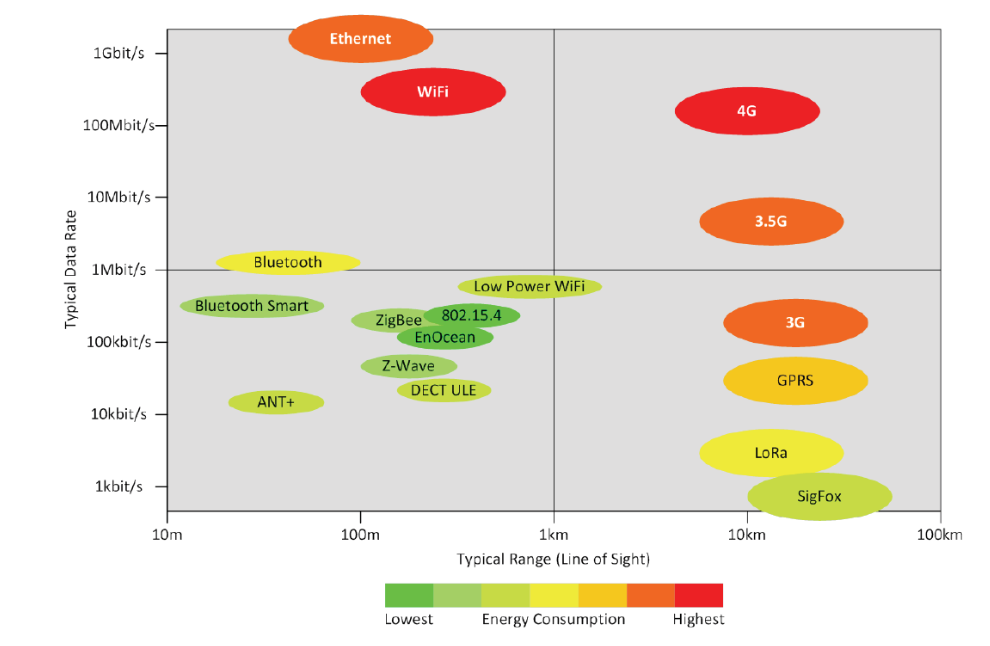 Ethernet
1Gbit/s
WiFi
4G
100Mbit/s
10Mbit/s
3.5G
Typical Data Rate
Bluetooth
1Mbit/s
Low Power WiFi
Bluetooth Smart
ZigBee
802.15.4
3G
EnOcean
100kbit/s
Z-Wave
GPRS
DECT ULE
ANT+
10kbit/s
LoRa
1kbit/s
SigFox
10m 100m 1km 10km 100km
Typical Range (Line of Sight)
Lowest Energy Consumption Highest